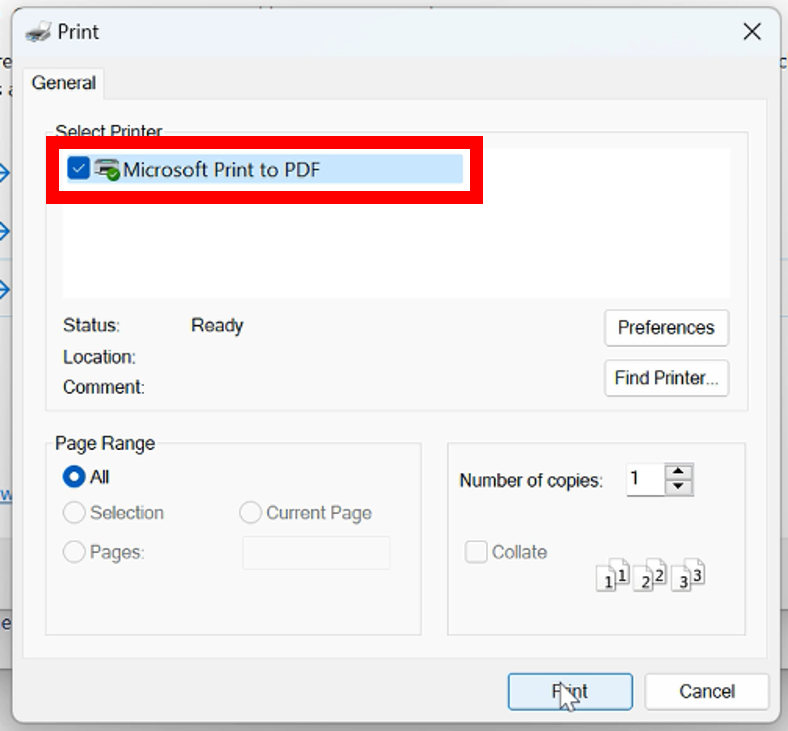 Print
General
Select Printer
Microsoft Print to PDF
Status: Ready
Location:
Comment:
Preferences
Find Printer...
Page Range
All
Selection Current Page
Pages:
Number of copies: 1
Collate
1 1 2 2 3 3
Print Cancel